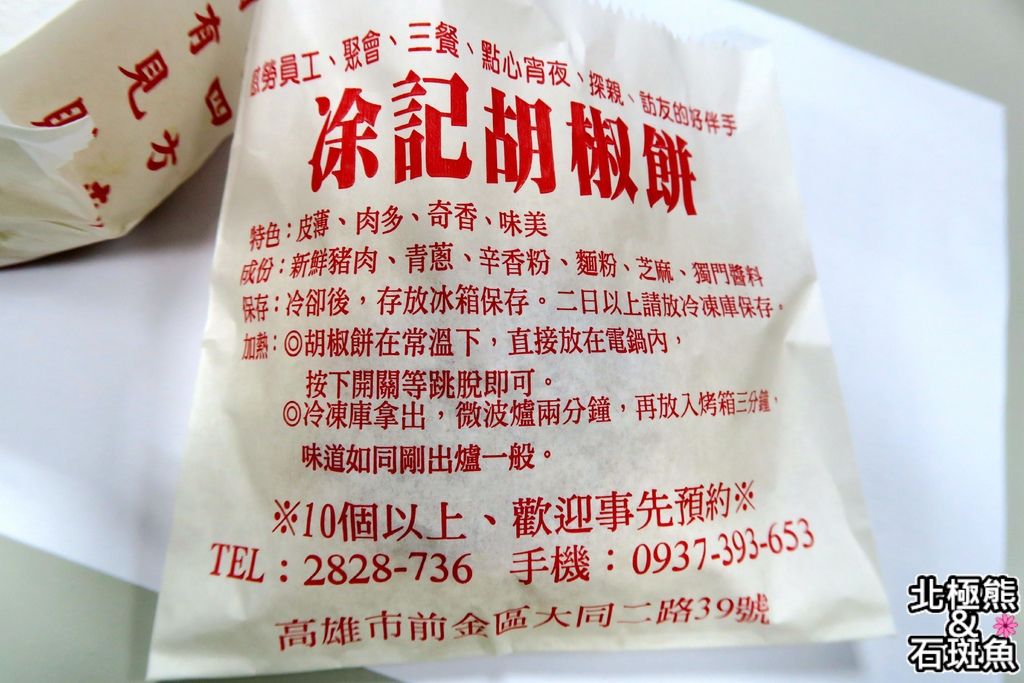 慰勞員工、聚會、三餐、點心宵夜、探親、訪友的好伴手
涂記胡椒餅
特色：皮薄、肉多、奇香、味美
成份：新鮮豬肉、青蔥、辛香粉、麵粉、芝麻、獨門醬料
保存：冷卻後，存放冰箱保存。二日以上請放冷凍庫保存。
加熱：◎胡椒餅在常溫下，直接放在電鍋內，
按下開關等跳脫即可。
◎冷凍庫拿出，微波爐兩分鐘，再放入烤箱三分鐘，
味道如同剛出爐一般。
※10個以上、歡迎事先預約※
TEL：2828-736 手機：0937-393-653
高雄市前金區大同二路39號
有
四
見
方
北極熊
&
石斑魚